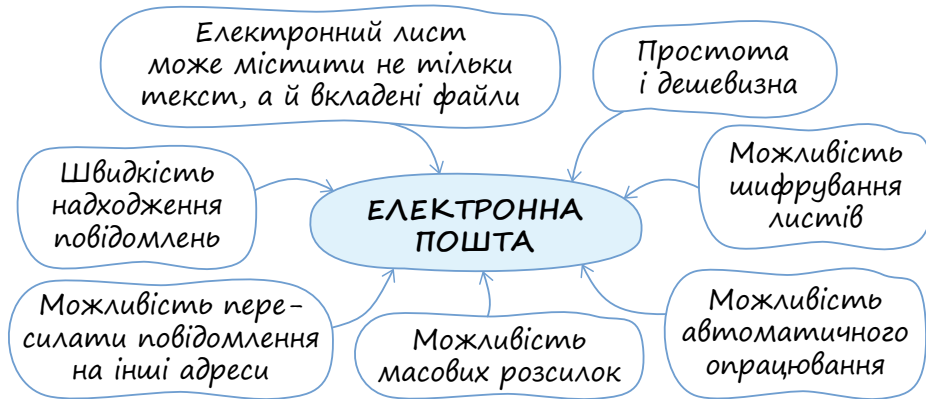 Електронний лист
може містити не тільки
текст, а й вкладені файли
Простота
і дешевизна
Швидкість
надходження
повідомлень
ЕЛЕКТРОННА
ПОШТА
Можливість
шифрування
листів
Можливість пере-
силати повідомлення
на інші адреси
Можливість
масових розсилок
Можливість
автоматичного
опрацювання